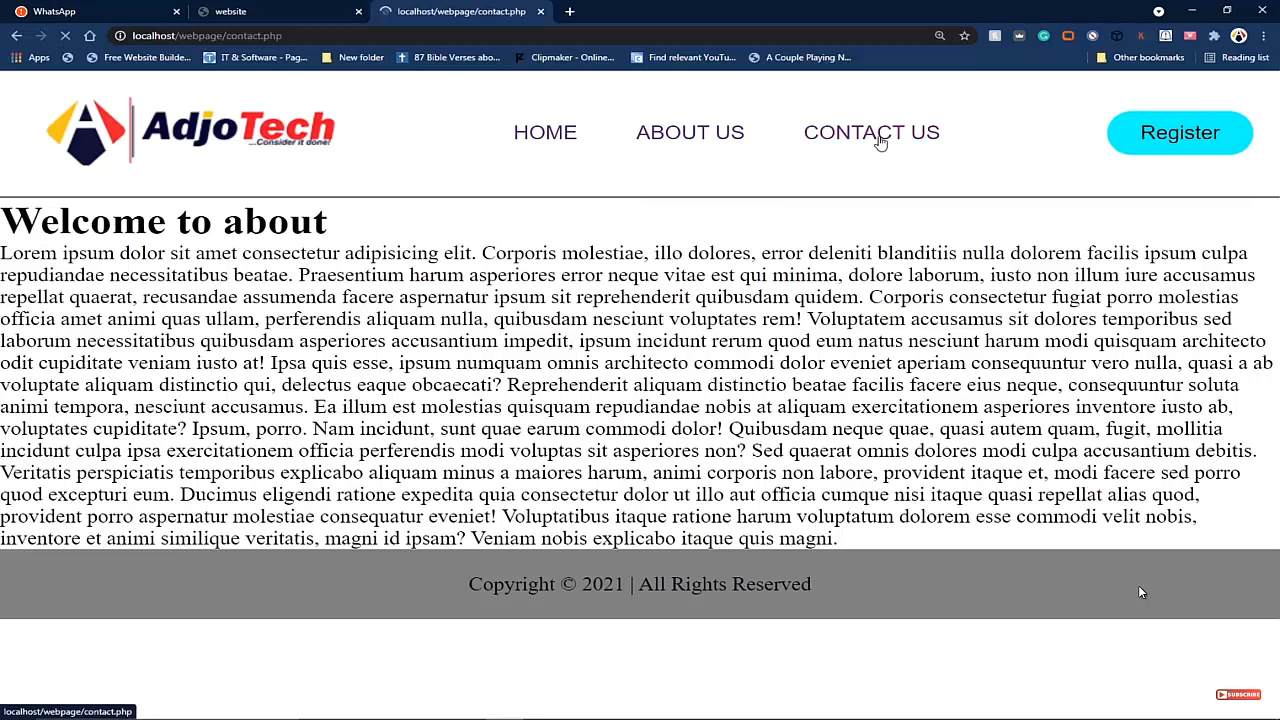 WhatsApp
website
localhost/webpage/contact.php
localhost/webpage/contact.php
Apps
Free Website Builde...
IT & Software - Pag...
New folder
87 Bible Verses abo...
Clipmaker - Online...
Find relevant YouTu...
A Couple Playing N...
Other bookmarks
Reading list
AdjoTech
...Consider it done!
HOME
ABOUT US
CONTACT US
Register
Welcome to about
Lorem ipsum dolor sit amet consectetur adipisicing elit. Corporis molestiae, illo dolores, error deleniti blanditiis nulla dolorem facilis ipsum culpa
repudiandae necessitatibus beatae. Praesentium harum asperiores error neque vitae est qui minima, dolore laborum, iusto non illum iure accusamus
repellat quaerat, recusandae assumenda facere aspernatur ipsum sit reprehenderit quibusdam quidem. Corporis consectetur fugiat porro molestias
officia amet animi quas ullam, perferendis aliquam nulla, quibusdam nesciunt voluptates rem! Voluptatem accusamus sit dolores temporibus sed
laborum necessitatibus quibusdam asperiores accusantium impedit, ipsum incidunt rerum quod eum natus nesciunt harum modi quisquam architecto
odit cupiditate veniam iusto at! Ipsa quis esse, ipsum numquam omnis architecto commodi dolor eveniet aperiam consequuntur vero nulla, quasi a ab
voluptate aliquam distinctio qui, delectus eaque obcaecati? Reprehenderit aliquam distinctio beatae facilis facere eius neque, consequuntur soluta
animi tempora, nesciunt accusamus. Ea illum est molestias quisquam repudiandae nobis at aliquam exercitationem asperiores inventore iusto ab,
voluptates cupiditate? Ipsum, porro. Nam incidunt, sunt quae earum commodi dolor! Quibusdam neque quae, quasi autem quam, fugit, mollitia
incidunt culpa ipsa exercitationem officia perferendis modi voluptas sit asperiores non? Sed quaerat omnis dolores modi culpa accusantium debitis.
Veritatis perspiciatis temporibus explicabo aliquam minus a maiores harum, animi corporis non labore, provident itaque et, modi facere sed porro
quod excepturi eum. Ducimus eligendi ratione expedita quia consectetur dolor ut illo aut officia cumque nisi itaque quasi repellat alias quod,
provident porro aspernatur molestiae consequatur eveniet! Voluptatibus itaque ratione harum voluptatum dolorem esse commodi velit nobis,
inventore et animi similique veritatis, magni id ipsam? Veniam nobis explicabo itaque quis magni.
Copyright © 2021 | All Rights Reserved
SUBSCRIBE
localhost/webpage/contact.php